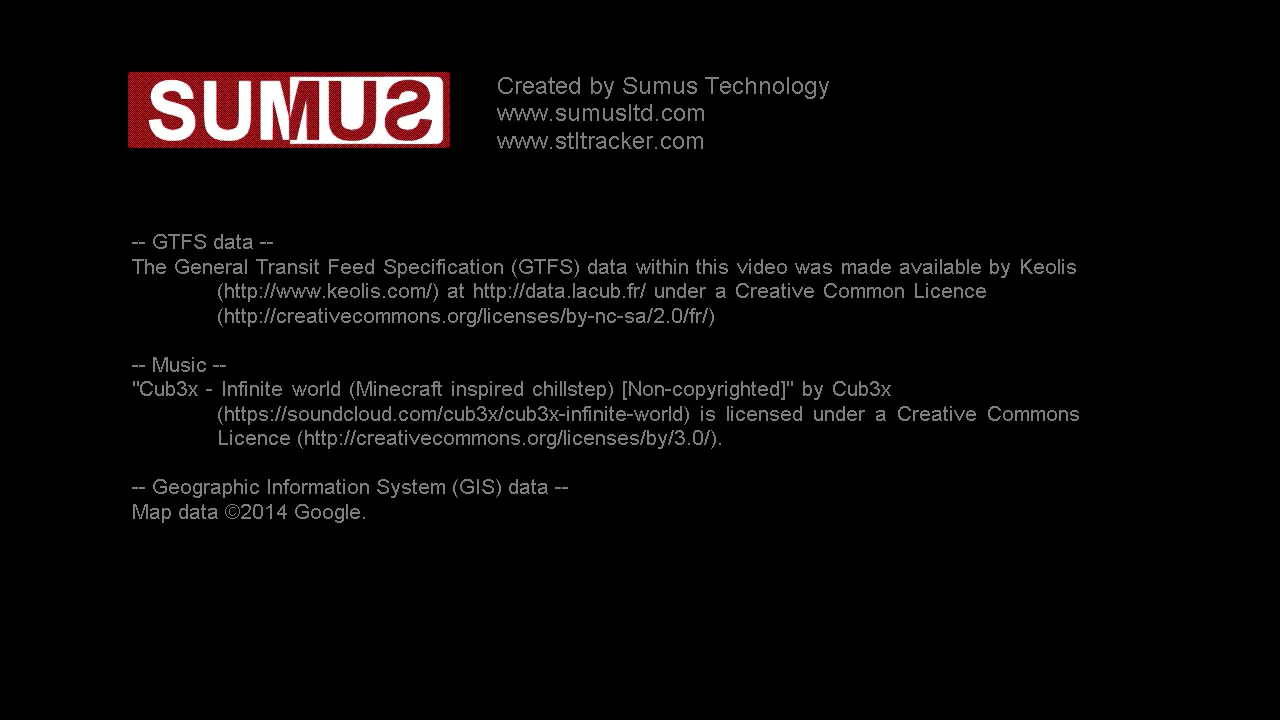 SUMUS
Created by Sumus Technology
www.sumusltd.com
www.stltracker.com
-- GTFS data --
The General Transit Feed Specification (GTFS) data within this video was made available by Keolis
(http://www.keolis.com/) at http://data.lacub.fr/ under a Creative Common Licence
(http://creativecommons.org/licenses/by-nc-sa/2.0/fr/)
-- Music --
"Cub3x - Infinite world (Minecraft inspired chillstep) [Non-copyrighted]" by Cub3x
(https://soundcloud.com/cub3x/cub3x-infinite-world) is licensed under a Creative Commons
Licence (http://creativecommons.org/licenses/by/3.0/).
-- Geographic Information System (GIS) data --
Map data ©2014 Google.